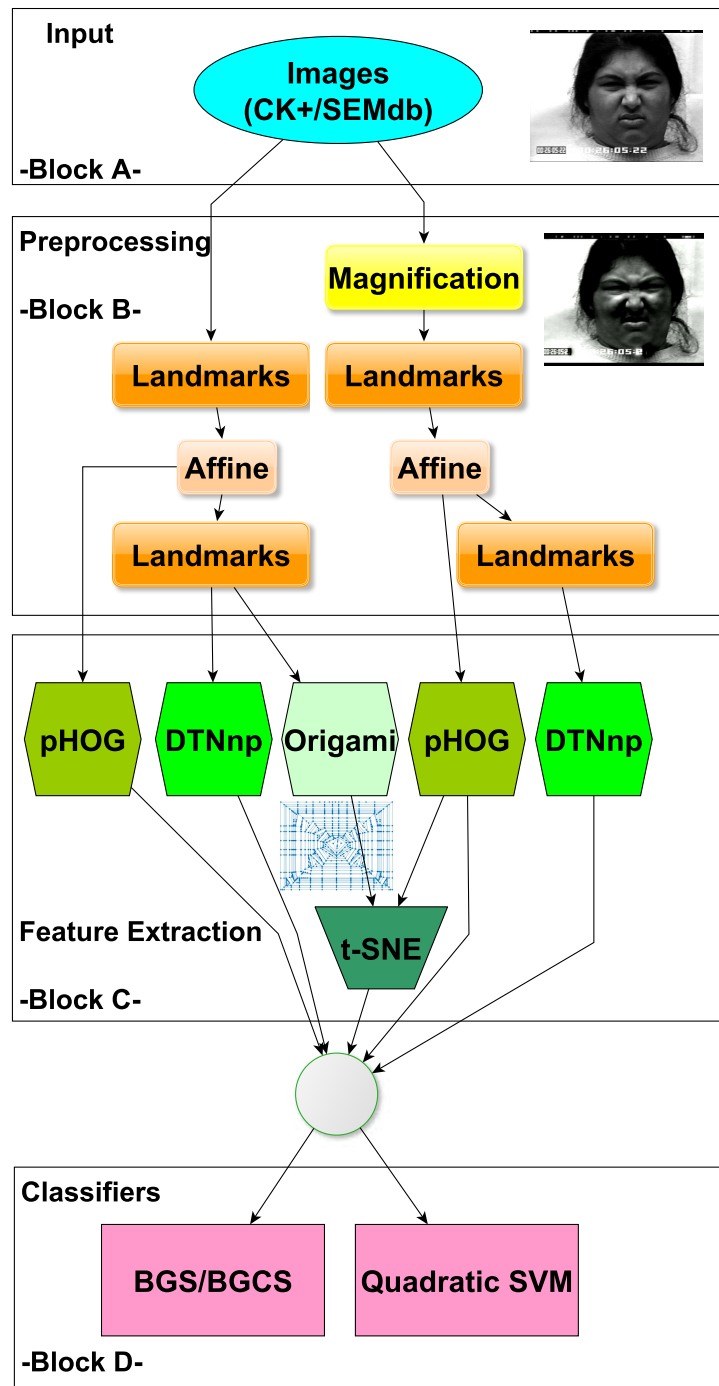 Input
Images
(CK+/SEMdb)
-Block A-
Preprocessing
-Block B-
Magnification
Landmarks
Landmarks
Affine
Affine
Landmarks
Landmarks
pHOG
DTNnp
Origami
pHOG
DTNnp
t-SNE
Feature Extraction
-Block C-
Classifiers
BGS/BGCS
Quadratic SVM
-Block D-